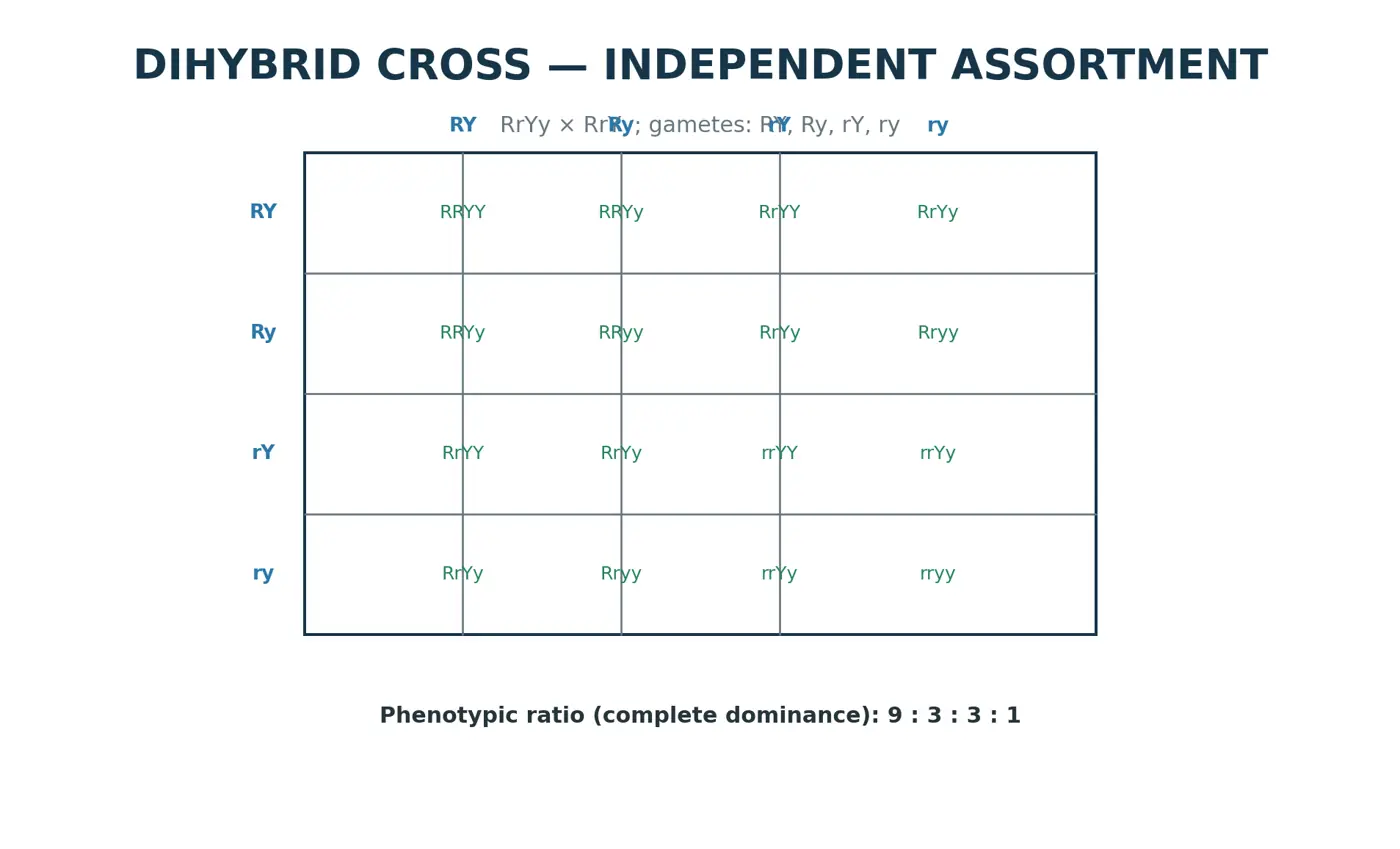 DIHYBRID CROSS — INDEPENDENT ASSORTMENT
RrYy × RrYy; gametes: RY, Ry, rY, ry
RY Ry rY ry
RY RRYY RRYy RrYY RrYy
Ry RRYy RRyy RrYy Rryy
rY RrYY RrYy rrYY rrYy
ry RrYy Rryy rrYy rryy
Phenotypic ratio (complete dominance): 9 : 3 : 3 : 1